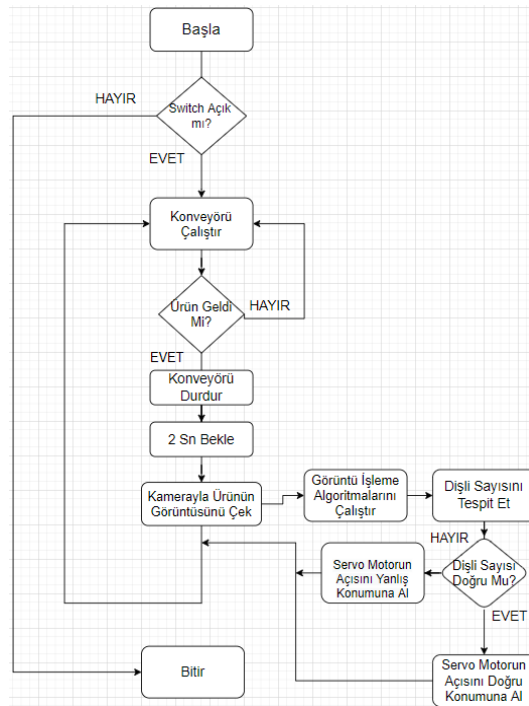 Başla
HAYIR
Switch Açık
mı?
EVET
Konveyörü
Çalıştır
Ürün Geldi
Mi?
HAYIR
EVET
Konveyörü
Durdur
2 Sn Bekle
Kamerayla Ürünün
Görüntüsünü Çek
Görüntü İşleme
Algoritmalarını
Çalıştır
Dişli Sayısını
Tespit Et
HAYIR
Dişli Sayısı
Doğru Mu?
Servo Motorun
Açısını Yanlış
Konumuna Al
EVET
Servo Motorun
Açısını Doğru
Konumuna Al
Bitir